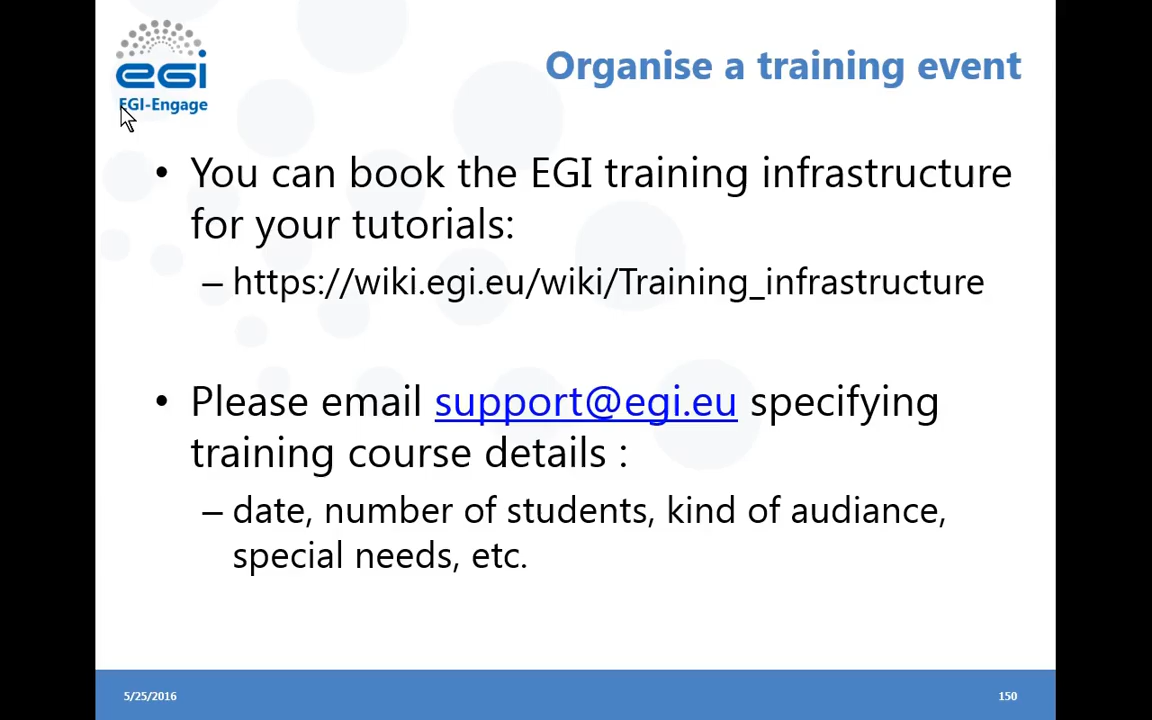 egi
EGI-Engage
Organise a training event
• You can book the EGI training infrastructure
for your tutorials:
– https://wiki.egi.eu/wiki/Training_infrastructure
• Please email support@egi.eu specifying
training course details :
– date, number of students, kind of audiance,
special needs, etc.
5/25/2016
150